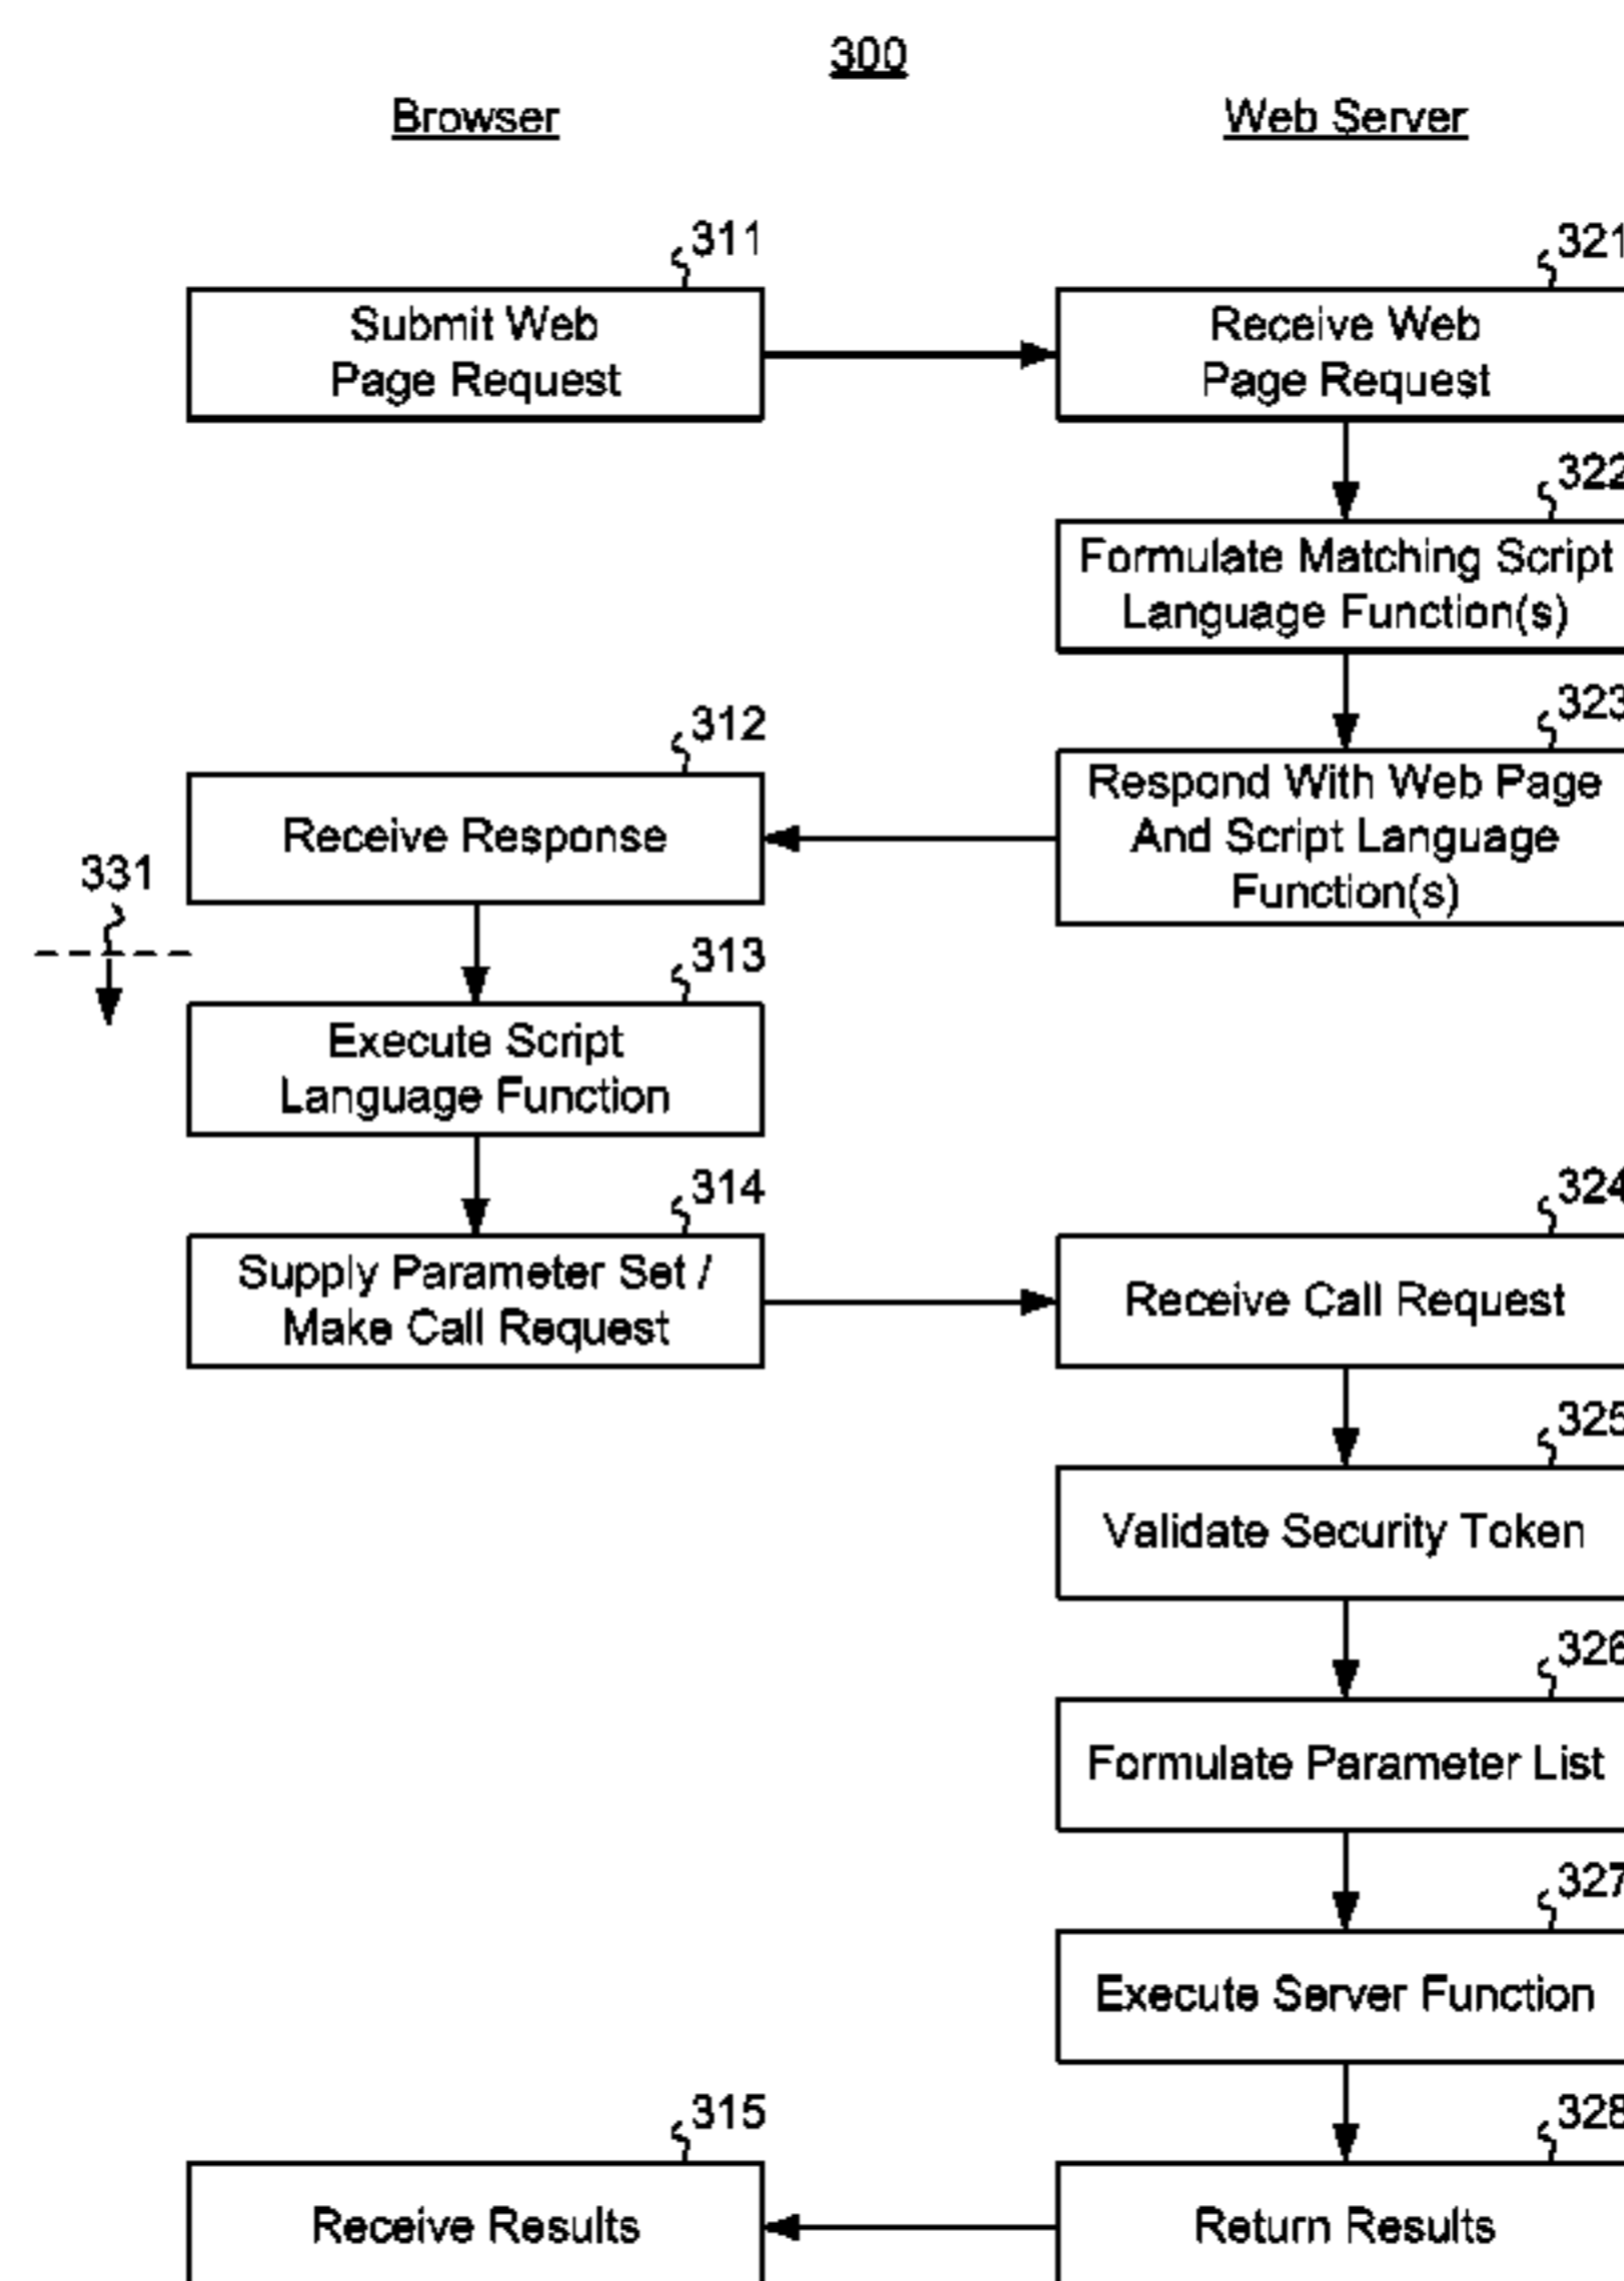 300
Browser
Web Server
311
321
Submit Web
Page Request
Receive Web
Page Request
322
Formulate Matching Script
Language Function(s)
312
323
Receive Response
Respond With Web Page
And Script Language
Function(s)
331
313
Execute Script
Language Function
314
324
Supply Parameter Set /
Make Call Request
Receive Call Request
325
Validate Security Token
326
Formulate Parameter List
327
Execute Server Function
315
328
Receive Results
Return Results